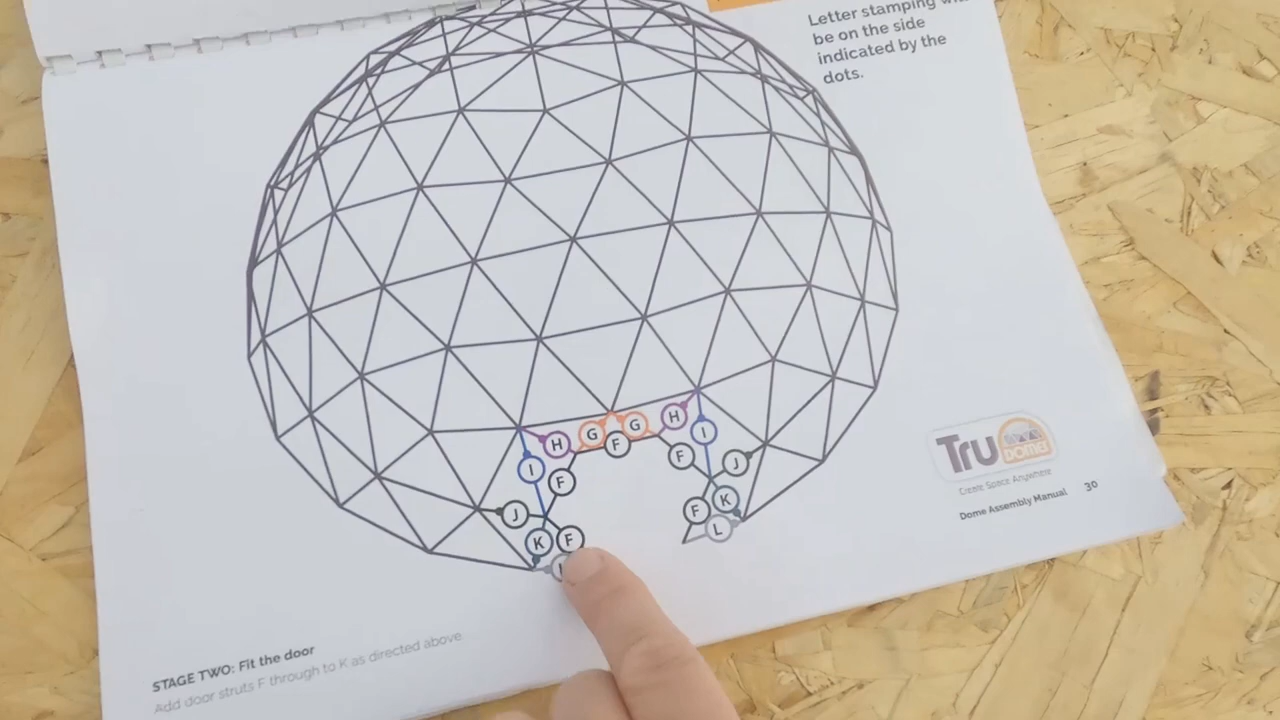 Letter stamping
be on the side
indicated by the
dots.
H
G
G
H
F
I
I
F
F
J
J
F
K
L
K
F
Tru
DOME
Create Space Anywhere
Dome Assembly Manual 30
STAGE TWO: Fit the door
Add door struts F through to K as directed above.